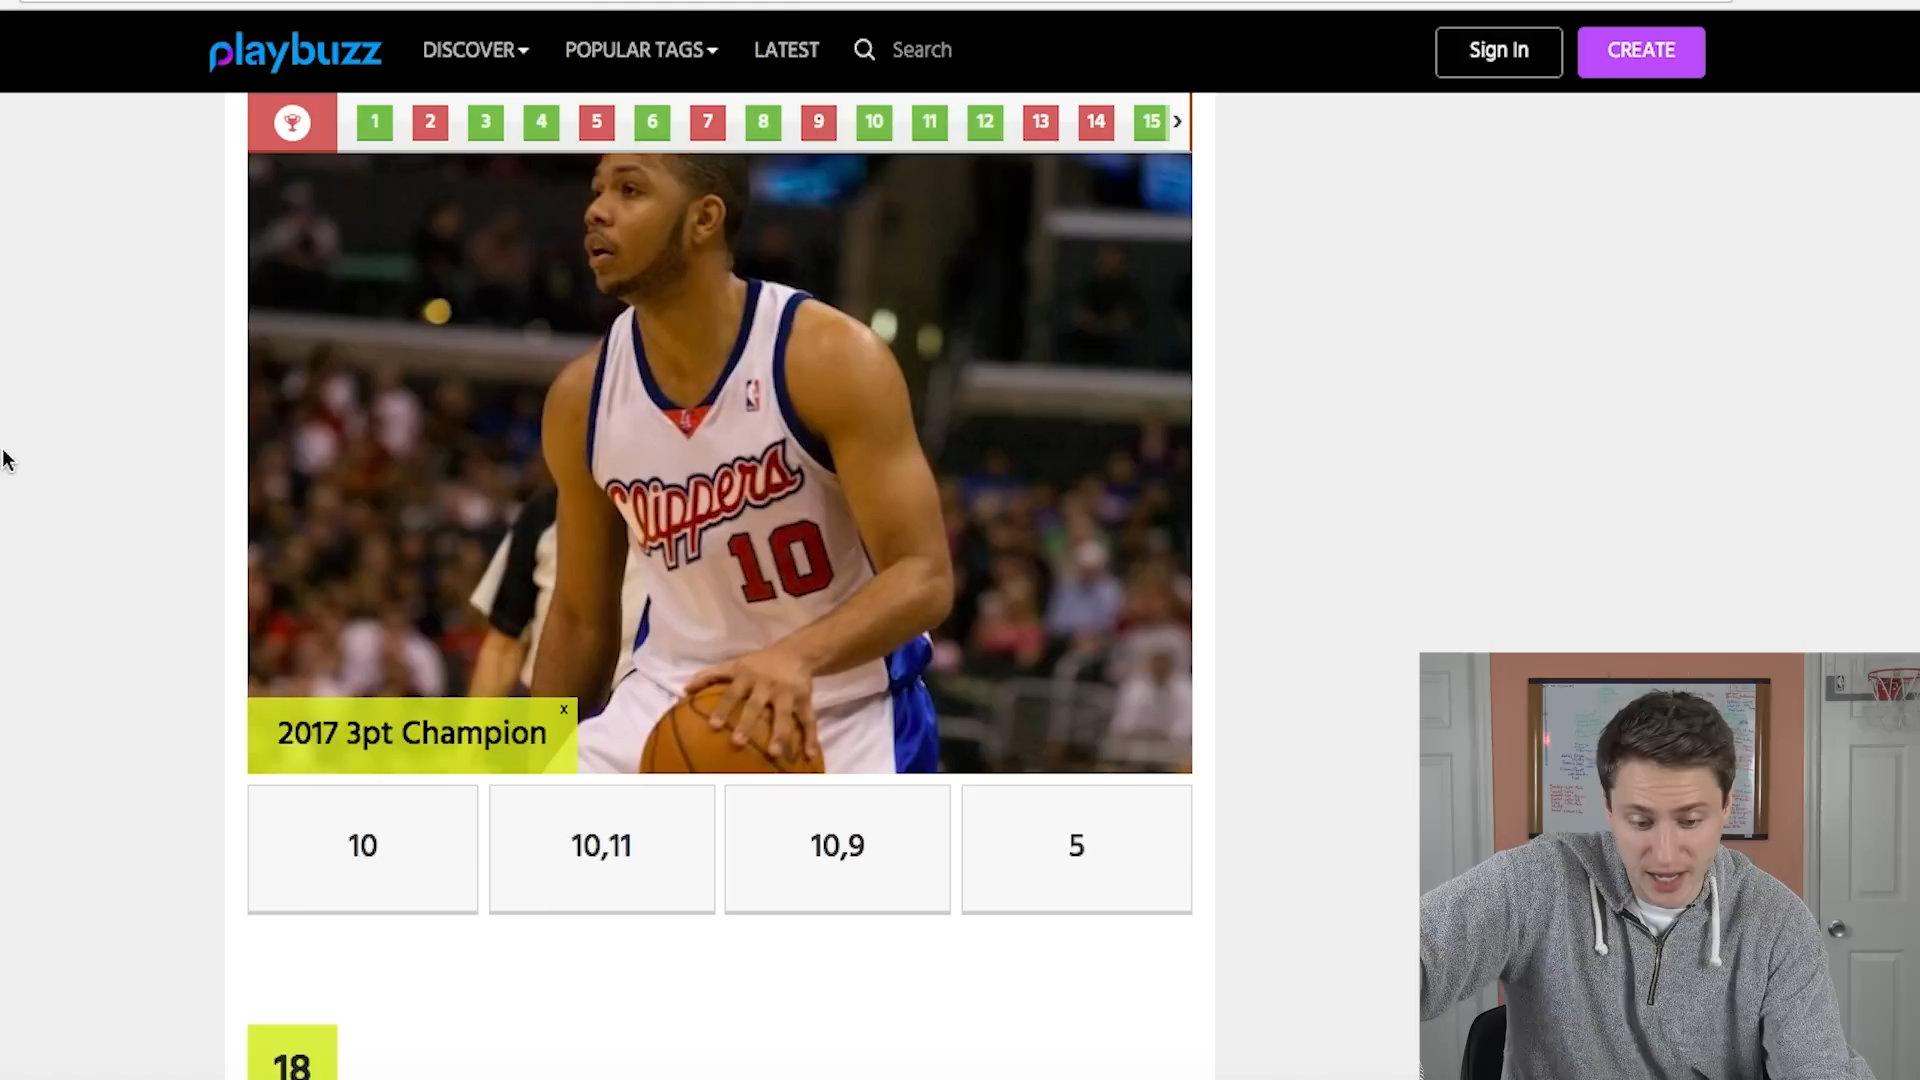 playbuzz
DISCOVER
POPULAR TAGS
LATEST
Search
Sign In
CREATE
1 2 3 4 5 6 7 8 9 10 11 12 13 14 15 >
Clippers
10
2017 3pt Champion
x
10
10,11
10,9
5
18